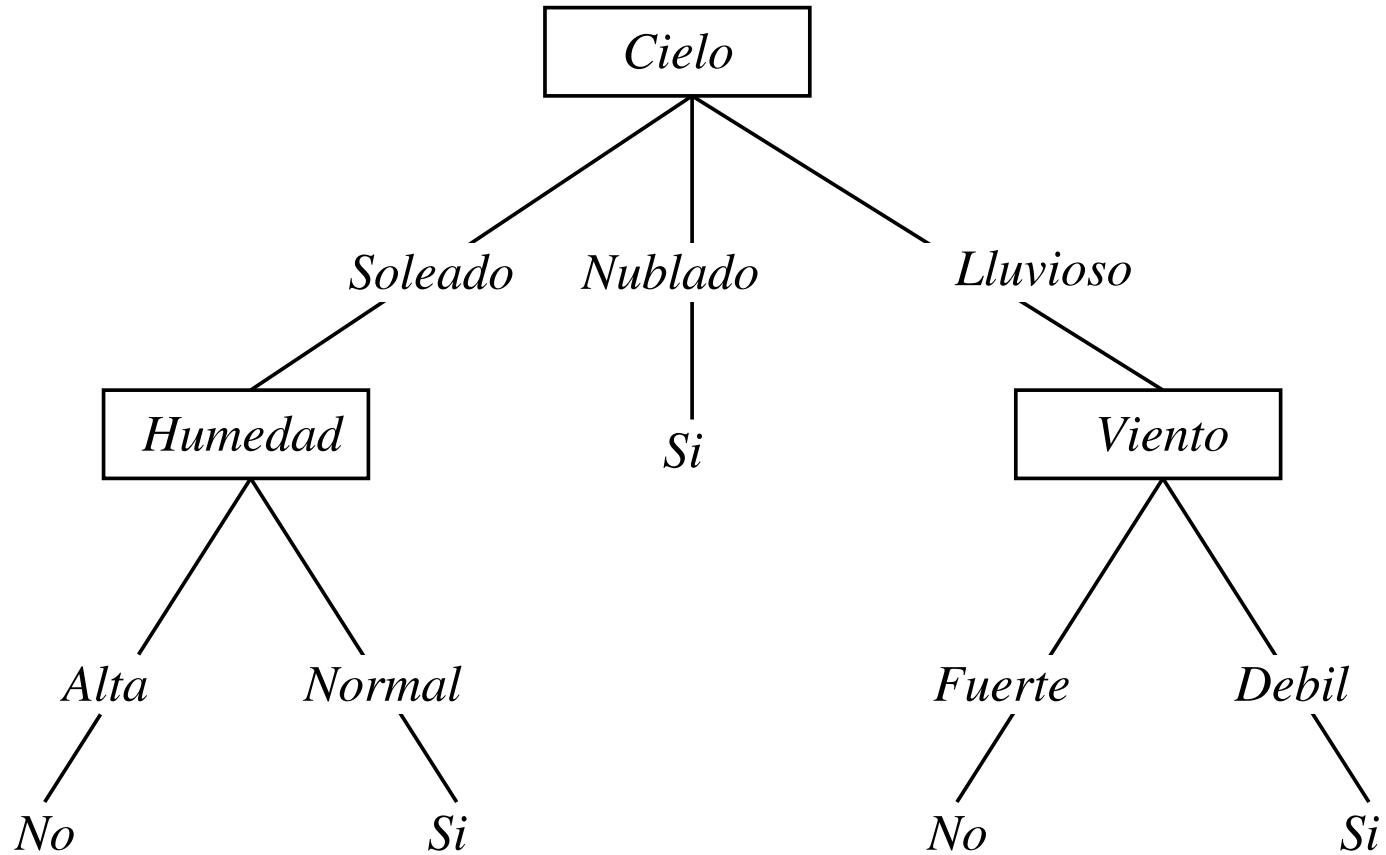 Cielo
Soleado Nublado Lluvioso
Humedad Si Viento
Alta Normal Fuerte Debil
No Si No Si